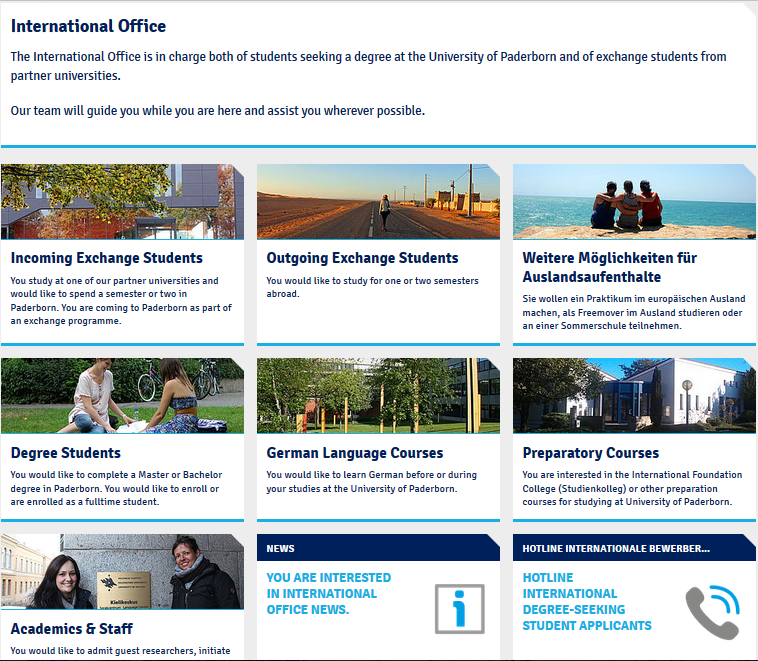 International Office
The International Office is in charge both of students seeking a degree at the University of Paderborn and of exchange students from
partner universities.
Our team will guide you while you are here and assist you wherever possible.
Incoming Exchange Students
You study at one of our partner universities and
would like to spend a semester or two in
Paderborn. You are coming to Paderborn as part of
an exchange programme.
Outgoing Exchange Students
You would like to study for one or two semesters
abroad.
Weitere Möglichkeiten für
Auslandsaufenthalte
Sie wollen ein Praktikum im europäischen Ausland
machen, als Freemover im Ausland studieren oder
an einer Sommerschule teilnehmen.
Degree Students
You would like to complete a Master or Bachelor
degree in Paderborn. You would like to enroll or
are enrolled as a fulltime student.
German Language Courses
You would like to learn German before or during
your studies at the University of Paderborn.
Preparatory Courses
You are interested in the International Foundation
College (Studienkolleg) or other preparation
courses for studying at University of Paderborn.
Academics & Staff
You would like to admit guest researchers, initiate
NEWS
YOU ARE INTERESTED
IN INTERNATIONAL
OFFICE NEWS.
HOTLINE INTERNATIONALE BEWERBER...
HOTLINE
INTERNATIONAL
DEGREE-SEEKING
STUDENT APPLICANTS